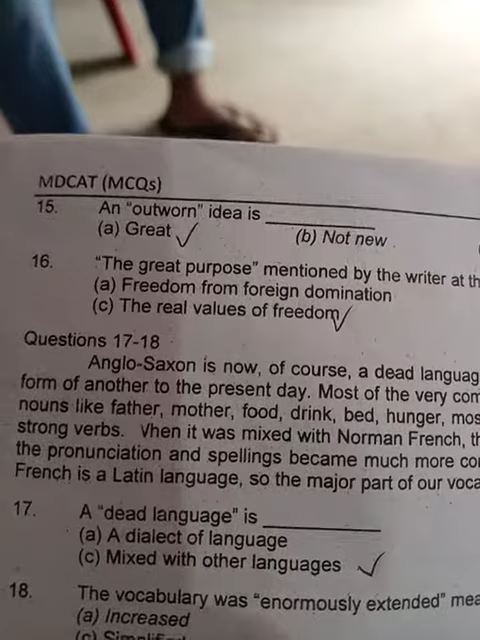 MDCAT (MCQs)
15. An "outworn" idea is ____________
(a) Great ✓ (b) Not new
16. "The great purpose" mentioned by the writer at th
(a) Freedom from foreign domination
(c) The real values of freedom ✓
Questions 17-18
Anglo-Saxon is now, of course, a dead languag
form of another to the present day. Most of the very com
nouns like father, mother, food, drink, bed, hunger, mos
strong verbs. Vhen it was mixed with Norman French, th
the pronunciation and spellings became much more co
French is a Latin language, so the major part of our voca
17. A "dead language" is ____________
(a) A dialect of language
(c) Mixed with other languages ✓
18. The vocabulary was "enormously extended" mea
(a) Increased